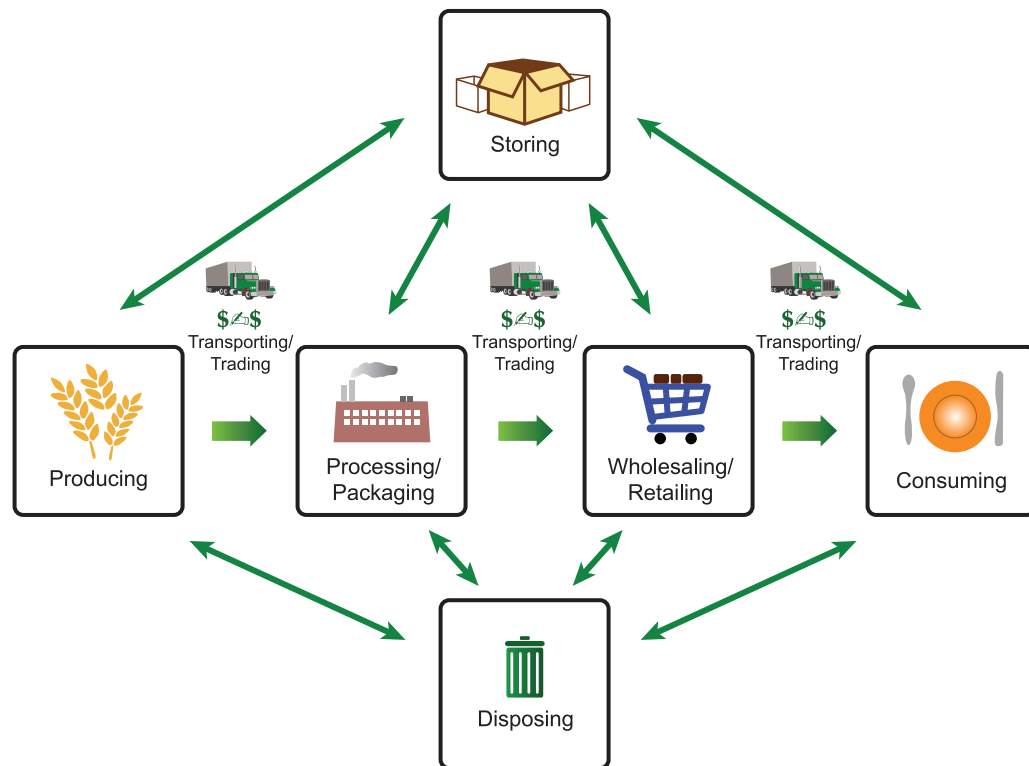 Storing
$✍$
Transporting/
Trading
$✍$
Transporting/
Trading
$✍$
Transporting/
Trading
Producing
Processing/
Packaging
Wholesaling/
Retailing
Consuming
Disposing